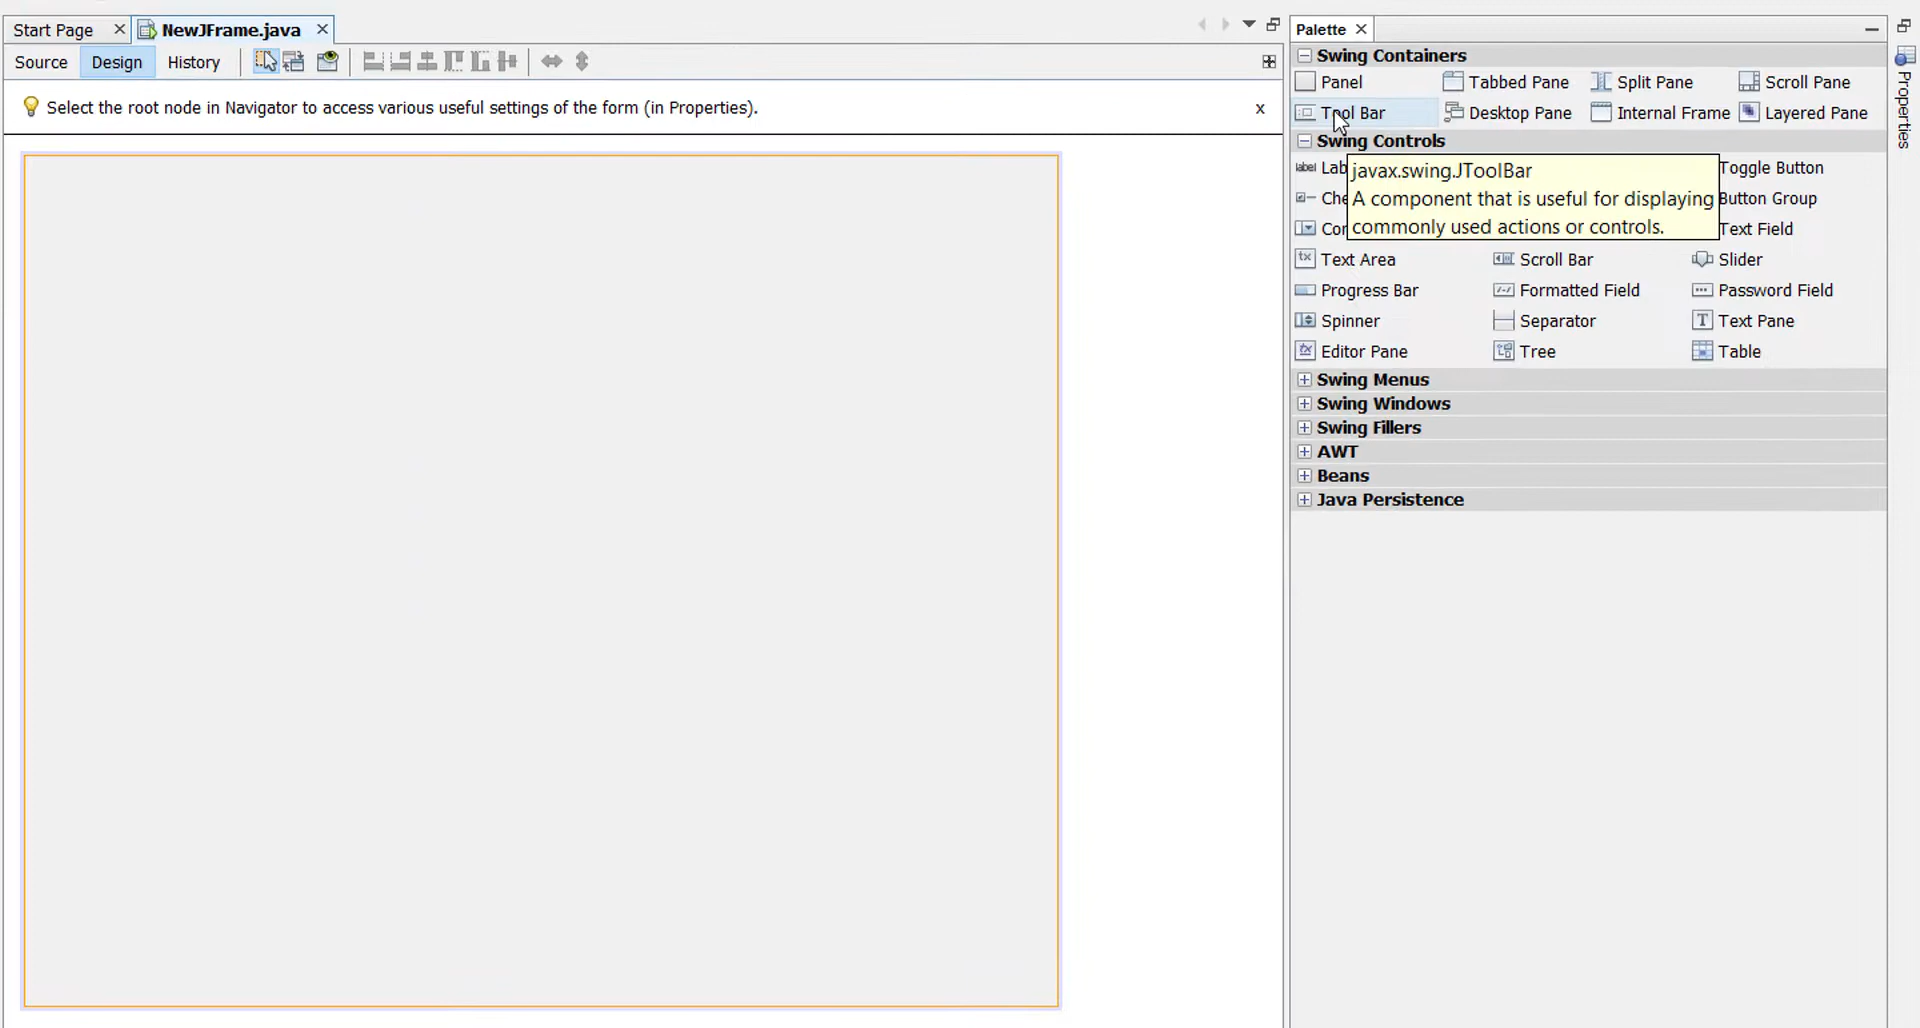 Start Page
NewJFrame.java
Source Design History
Select the root node in Navigator to access various useful settings of the form (in Properties).
x
Palette
Swing Containers
Panel Tabbed Pane Split Pane Scroll Pane
Tool Bar Desktop Pane Internal Frame Layered Pane
Swing Controls
label Lab Toggle Button
Che Button Group
Cor Text Field
javax.swing.JToolBar
A component that is useful for displaying
commonly used actions or controls.
Text Area Scroll Bar Slider
Progress Bar Formatted Field Password Field
Spinner Separator Text Pane
Editor Pane Tree Table
Swing Menus
Swing Windows
Swing Fillers
AWT
Beans
Java Persistence
Properties